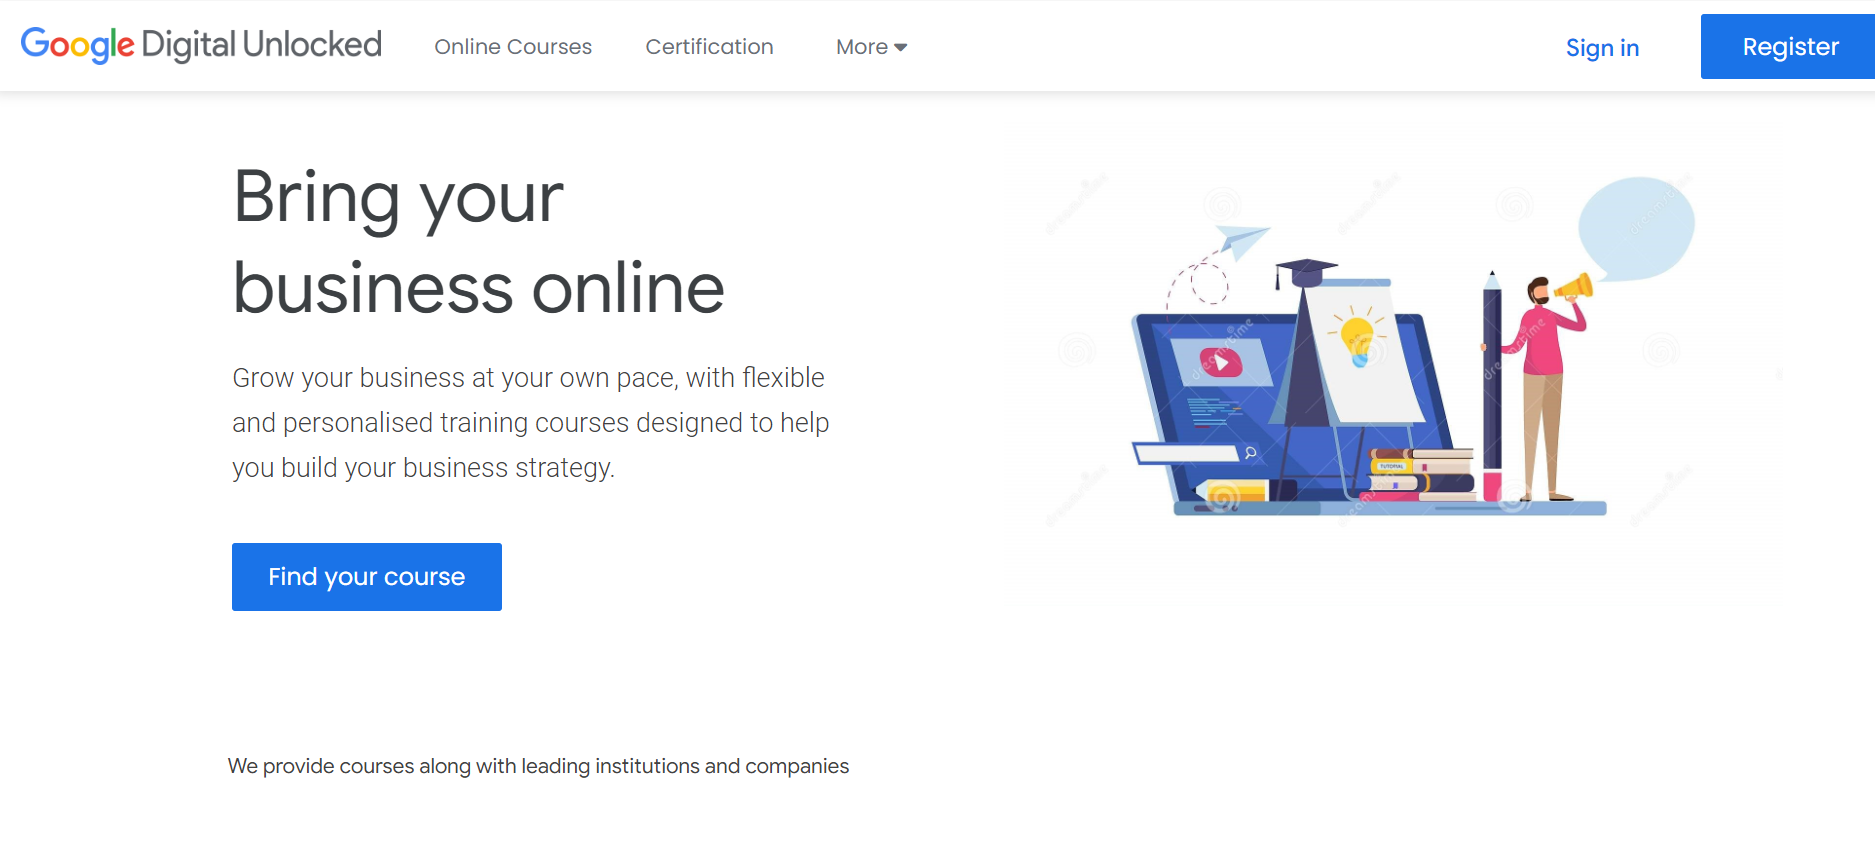 Google Digital Unlocked
Online Courses
Certification
More
Sign in
Register
Bring your
business online
Grow your business at your own pace, with flexible
and personalised training courses designed to help
you build your business strategy.
Find your course
TUTORIAL
dreamstime
We provide courses along with leading institutions and companies